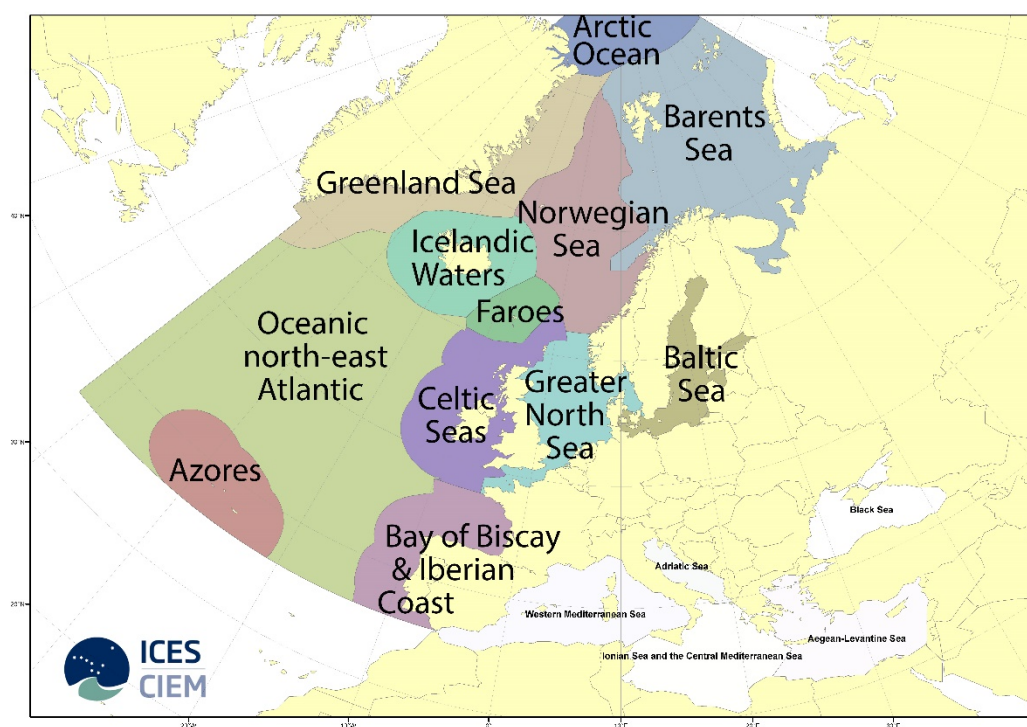 Arctic
Ocean
Barents
Sea
Greenland Sea
Norwegian
Sea
Icelandic
Waters
Faroes
Oceanic
north-east
Atlantic
Baltic
Sea
Greater
North
Sea
Celtic
Seas
Azores
Bay of Biscay
& Iberian
Coast
Black Sea
Adriatic Sea
Western Mediterranean Sea
Aegean-Levantine Sea
Ionian Sea and the Central Mediterranean Sea
ICES
CIEM